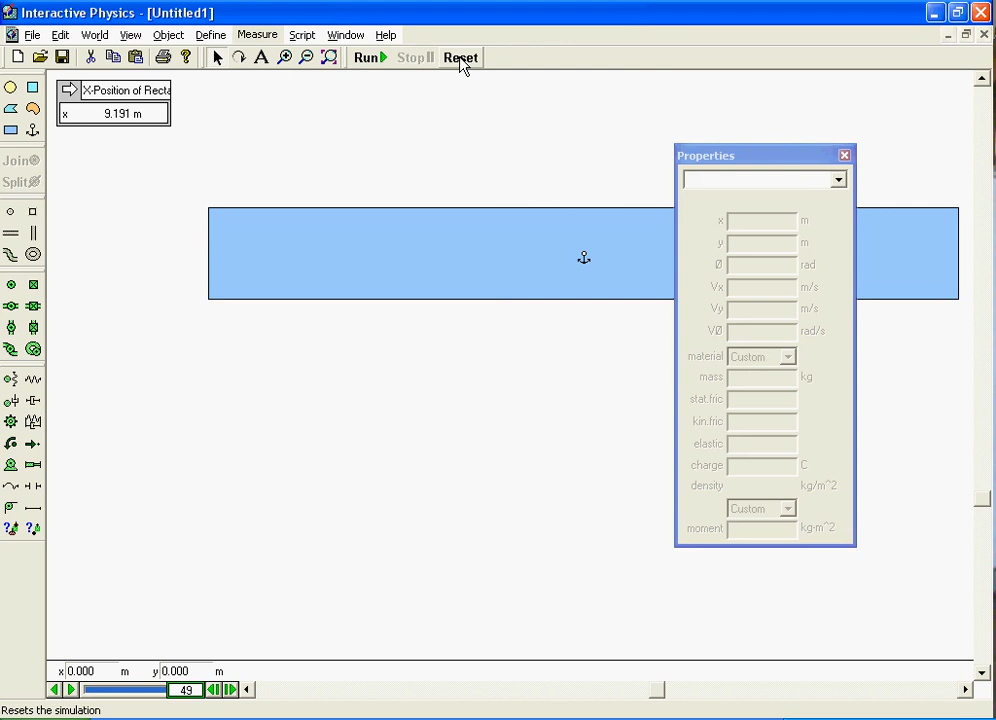 Interactive Physics - [Untitled1]
File Edit World View Object Define Measure Script Window Help
Run Stop Reset
X-Position of Recta
x 9.191 m
Join
Split
Properties
x m
y m
Ø rad
Vx m/s
Vy m/s
VØ rad/s
material Custom
mass kg
stat.fric
kin.fric
elastic
charge C
density kg/m^2
Custom
moment kg·m^2
x 0.000 m y 0.000 m
49
Resets the simulation